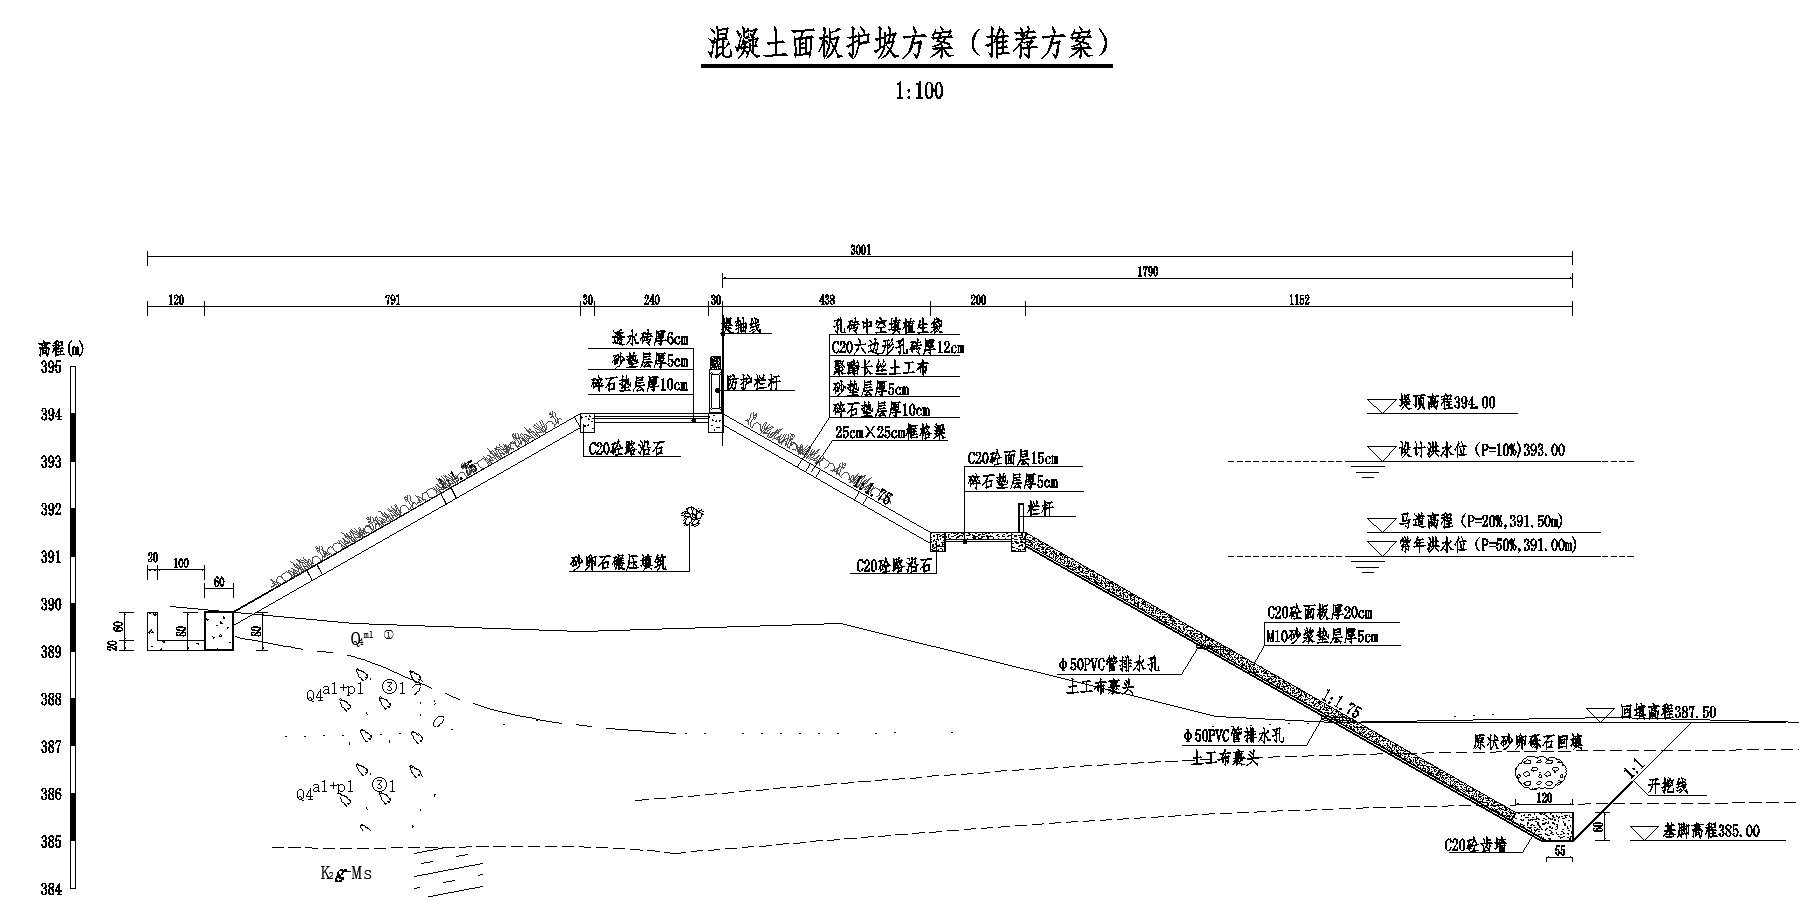 混凝土面板护坡方案（推荐方案）
1:100
3001
1790
120
791
30
240
30
438
200
1152
堤轴线
高程(m)
395
394
393
392
391
390
389
388
387
386
385
384
透水砖厚6cm
砂垫层厚5cm
碎石垫层厚10cm
防护栏杆
孔砖中空填植生袋
C20六边形孔砖厚12cm
聚酯长丝土工布
砂垫层厚5cm
碎石垫层厚10cm
25cm×25cm框格梁
C20砼路沿石
1:1.75
C20砼面层15cm
碎石垫层厚5cm
栏杆
堤顶高程394.00
设计洪水位（P=10%)393.00
马道高程（P=20%,391.50m)
常年洪水位（P=50%,391.00m)
砂卵石碾压填筑
C20砼路沿石
20
100
60
60
20
80
80
C20砼面板厚20cm
M10砂浆垫层厚5cm
Q4ml ①
Q4al+pl ③1
φ50PVC管排水孔
土工布裹头
1:1.75
φ50PVC管排水孔
土工布裹头
回填高程387.50
原状砂卵砾石回填
1:1
开挖线
Q4al+pl ③1
120
60
55
基脚高程385.00
C20砼齿墙
K2g-Ms